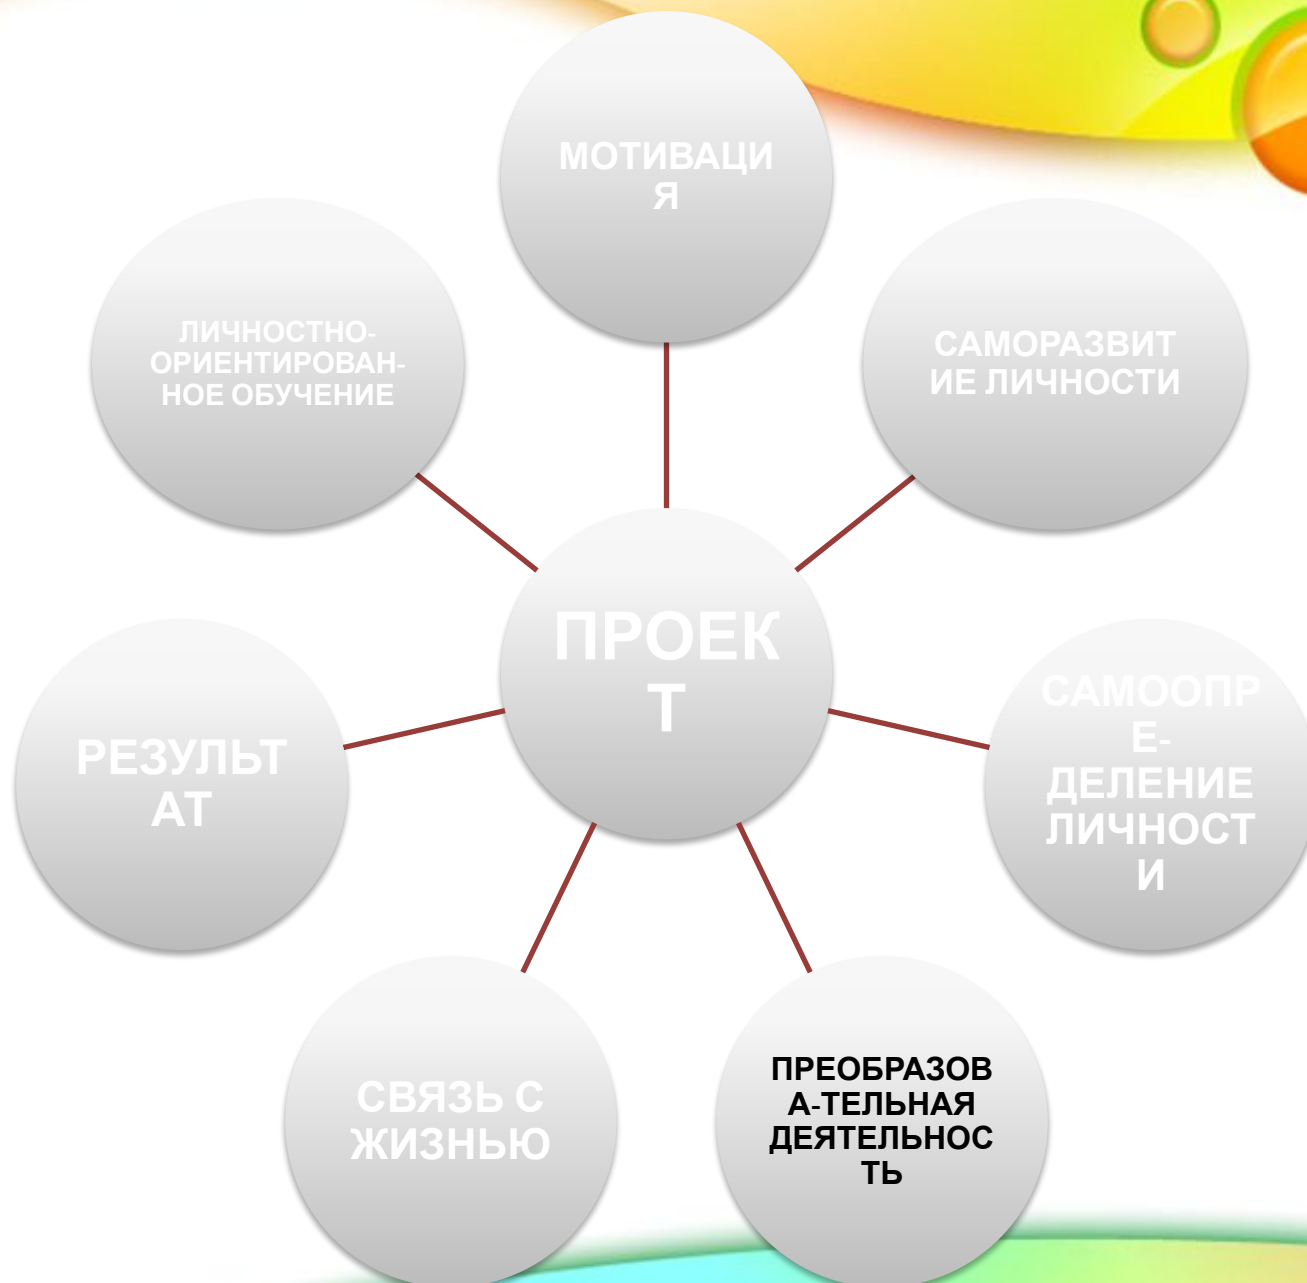 МОТИВАЦИ
Я
ЛИЧНОСТНО-
ОРИЕНТИРОВАН-
НОЕ ОБУЧЕНИЕ
САМОРАЗВИТ
ИЕ ЛИЧНОСТИ
ПРОЕК
Т
РЕЗУЛЬТ
АТ
САМООПР
Е-
ДЕЛЕНИЕ
ЛИЧНОСТ
И
СВЯЗЬ С
ЖИЗНЬЮ
ПРЕОБРАЗОВ
А-ТЕЛЬНАЯ
ДЕЯТЕЛЬНОС
ТЬ